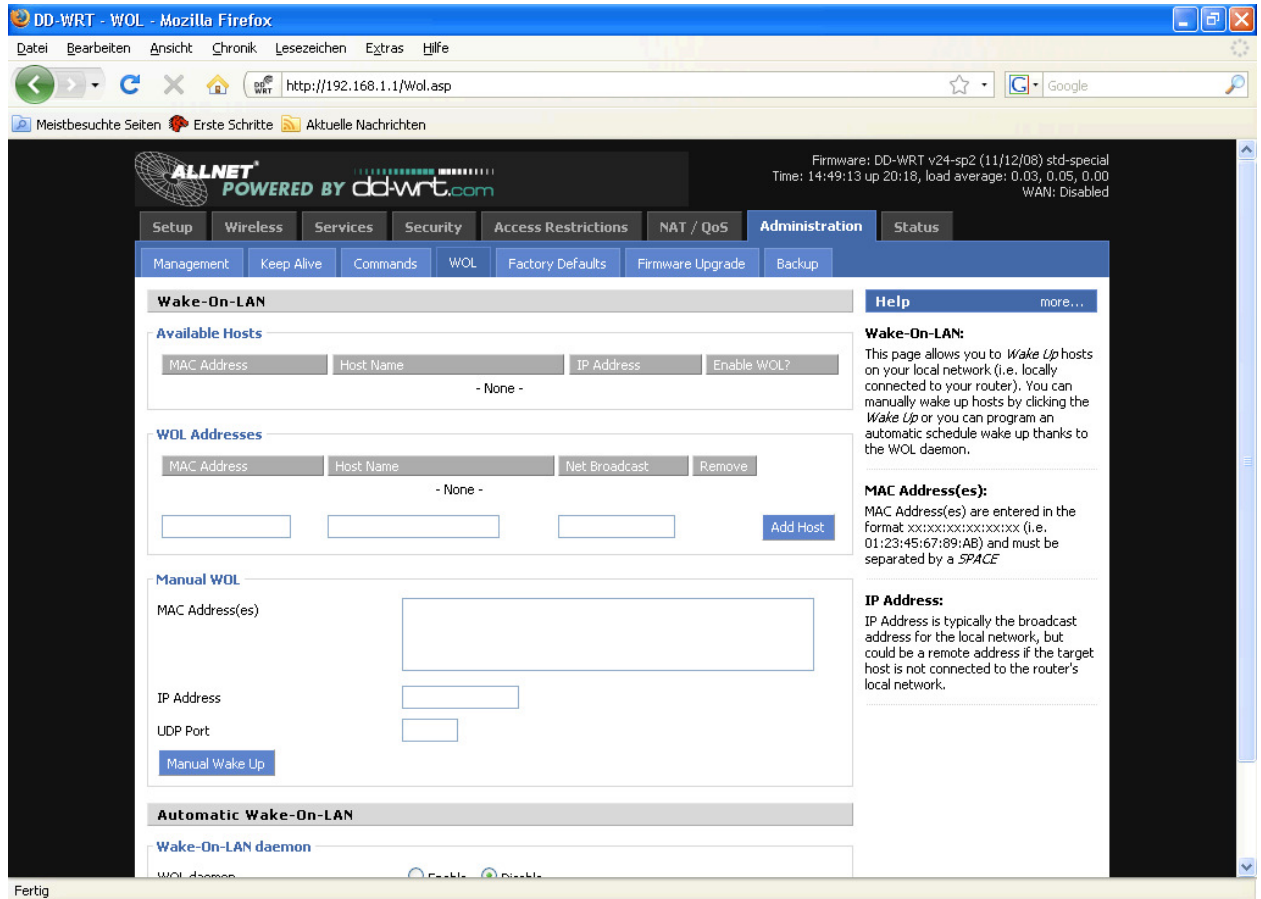 DD-WRT - WOL - Mozilla Firefox
Datei Bearbeiten Ansicht Chronik Lesezeichen Extras Hilfe
DD WRT http://192.168.1.1/Wol.asp G Google
Meistbesuchte Seiten Erste Schritte Aktuelle Nachrichten
ALLNET
POWERED BY dd-wrt.com
Firmware: DD-WRT v24-sp2 (11/12/08) std-special
Time: 14:49:13 up 20:18, load average: 0.03, 0.05, 0.00
WAN: Disabled
Setup Wireless Services Security Access Restrictions NAT / QoS Administration Status
Management Keep Alive Commands WOL Factory Defaults Firmware Upgrade Backup
Wake-On-LAN
Available Hosts
MAC Address Host Name IP Address Enable WOL?
- None -
WOL Addresses
MAC Address Host Name Net Broadcast Remove
- None -
Add Host
Manual WOL
MAC Address(es)
IP Address
UDP Port
Manual Wake Up
Automatic Wake-On-LAN
Wake-On-LAN daemon
WOL daemon Enable Disable
Help more...
Wake-On-LAN:
This page allows you to Wake Up hosts
on your local network (i.e. locally
connected to your router). You can
manually wake up hosts by clicking the
Wake Up or you can program an
automatic schedule wake up thanks to
the WOL daemon.
MAC Address(es):
MAC Address(es) are entered in the
format xx:xx:xx:xx:xx:xx (i.e.
01:23:45:67:89:AB) and must be
separated by a SPACE
IP Address:
IP Address is typically the broadcast
address for the local network, but
could be a remote address if the target
host is not connected to the router's
local network.
Fertig